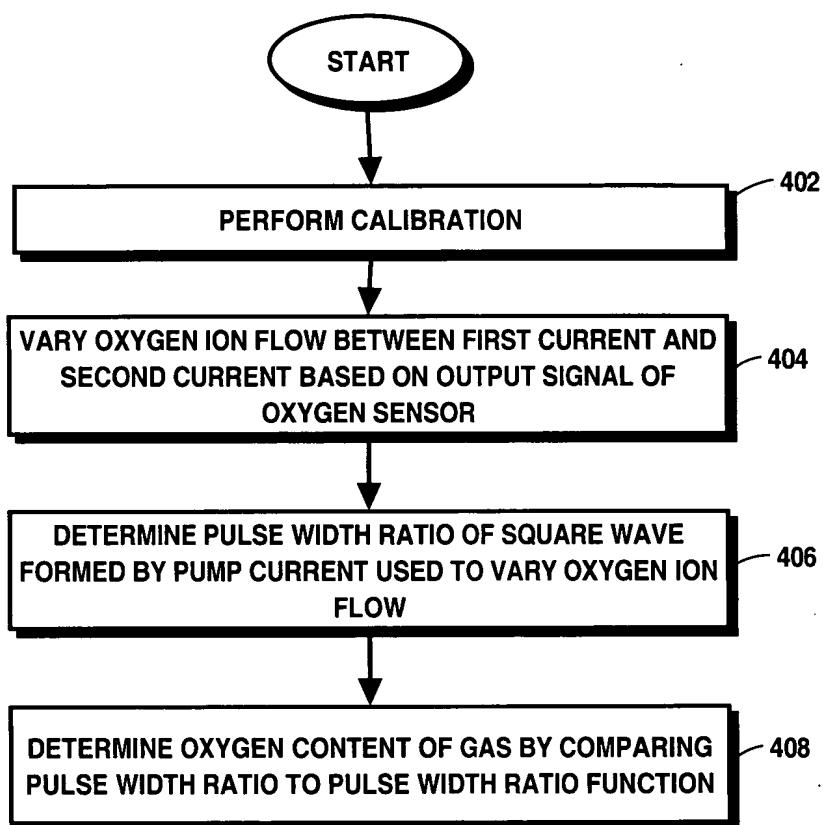 START
PERFORM CALIBRATION
402
VARY OXYGEN ION FLOW BETWEEN FIRST CURRENT AND
SECOND CURRENT BASED ON OUTPUT SIGNAL OF
OXYGEN SENSOR
404
DETERMINE PULSE WIDTH RATIO OF SQUARE WAVE
FORMED BY PUMP CURRENT USED TO VARY OXYGEN ION
FLOW
406
DETERMINE OXYGEN CONTENT OF GAS BY COMPARING
PULSE WIDTH RATIO TO PULSE WIDTH RATIO FUNCTION
408